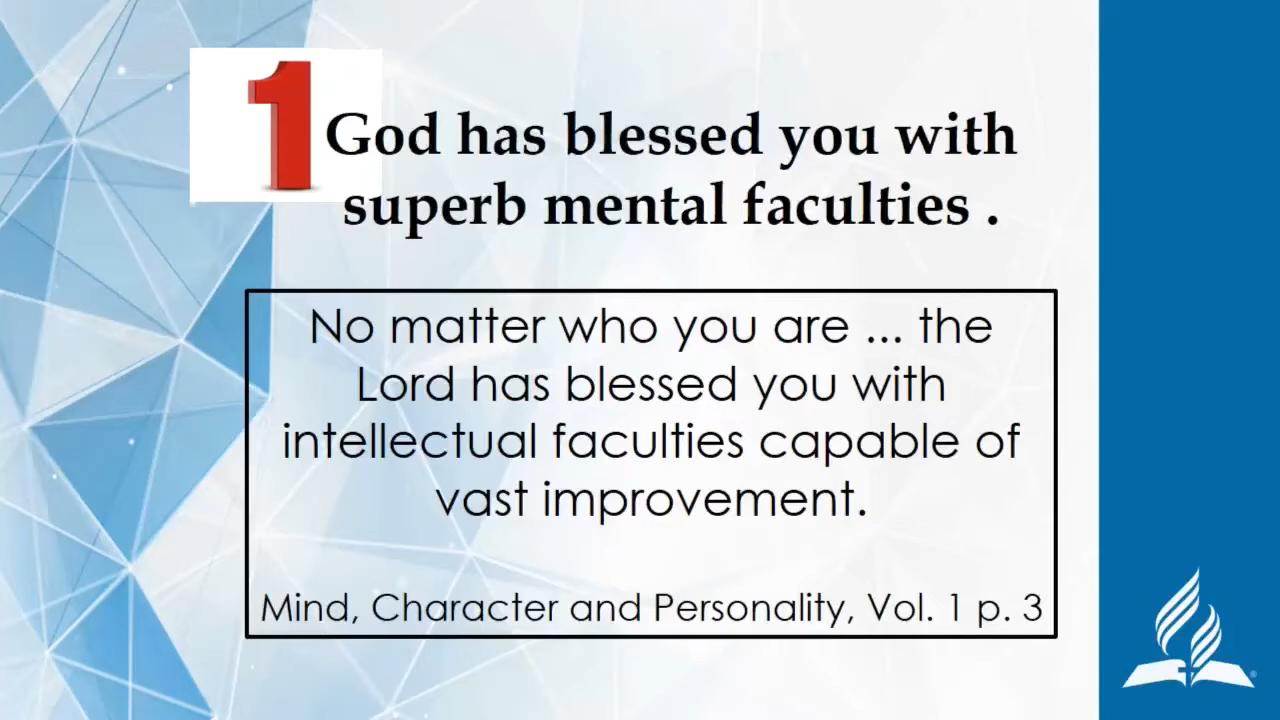 1
God has blessed you with
superb mental faculties .
No matter who you are ... the
Lord has blessed you with
intellectual faculties capable of
vast improvement.
Mind, Character and Personality, Vol. 1 p. 3
®